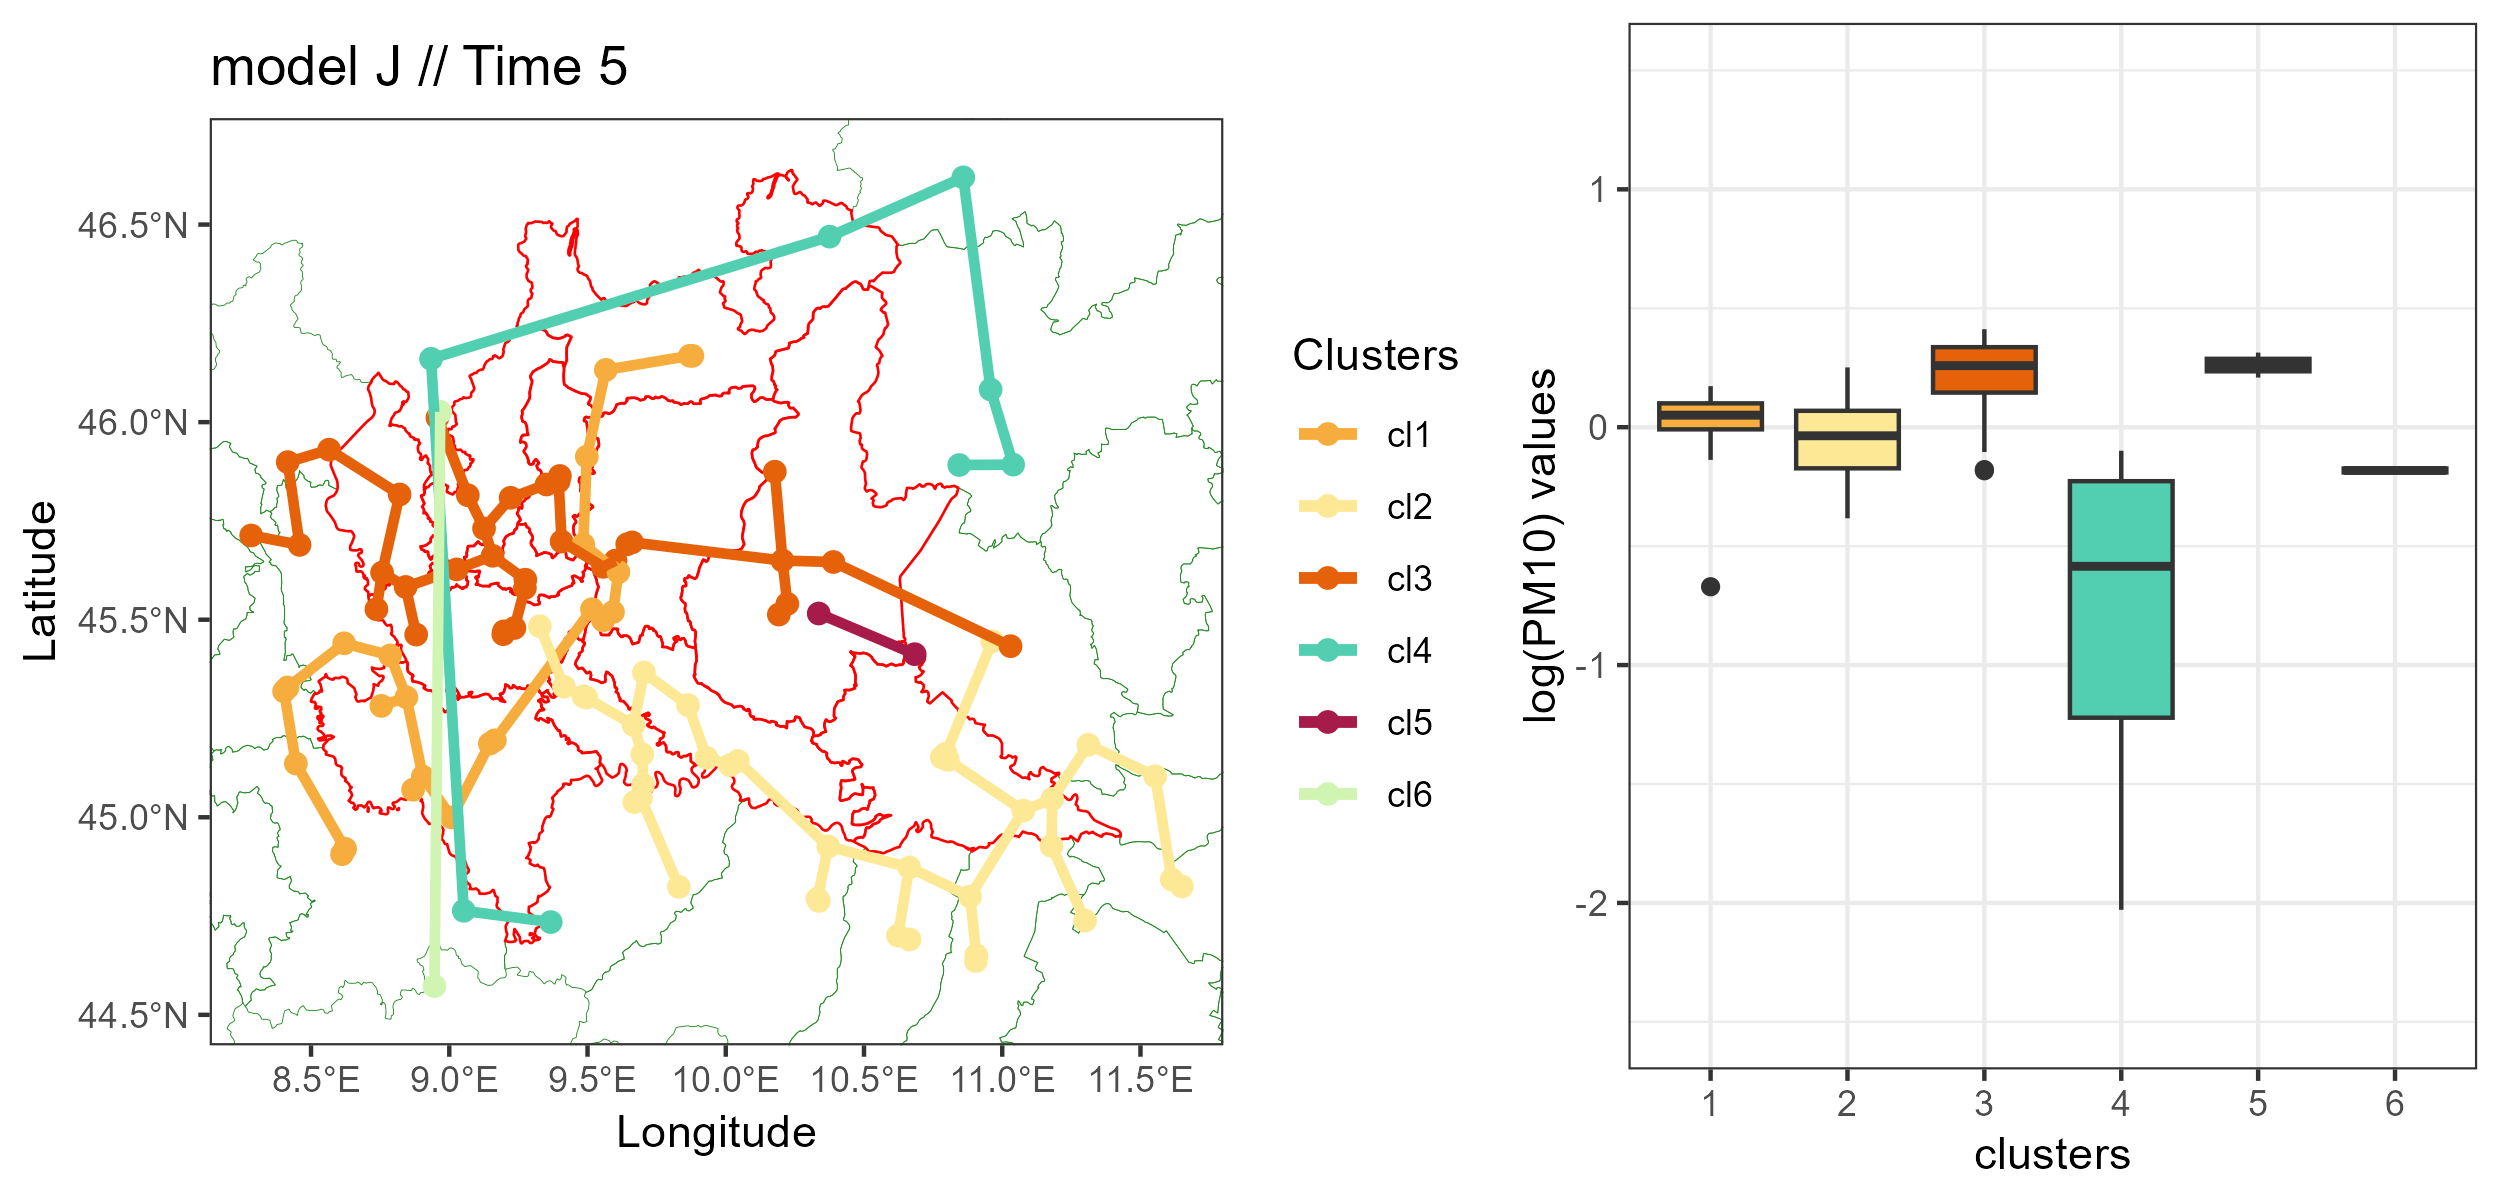 model J // Time 5
46.5°N
46.0°N
45.5°N
45.0°N
44.5°N
Latitude
8.5°E 9.0°E 9.5°E 10.0°E 10.5°E 11.0°E 11.5°E
Longitude
Clusters
cl1
cl2
cl3
cl4
cl5
cl6
log(PM10) values
1
0
-1
-2
1 2 3 4 5 6
clusters